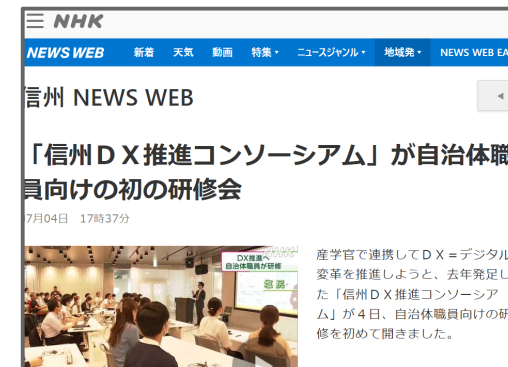 NHK
NEWS WEB 新着 天気 動画 特集 ニュースジャンル 地域発 NEWS WEB EA
信州 NEWS WEB
「信州ＤＸ推進コンソーシアム」が自治体職
員向けの初の研修会
7月04日 17時37分
DX推進へ
自治体職員が研修
塩尻
産学官で連携してＤＸ＝デジタル
変革を推進しようと、去年発足し
た「信州ＤＸ推進コンソーシア
ム」が４日、自治体職員向けの研
修を初めて開きました。